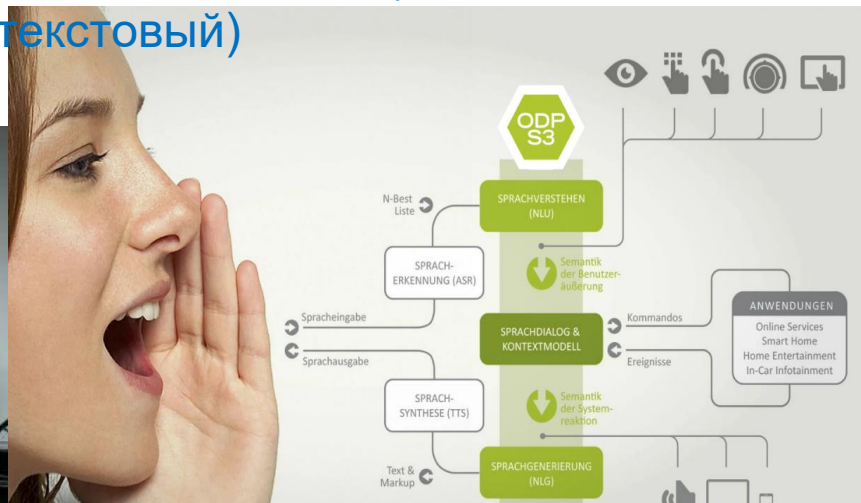 текстовый)
ODP
S3
N-Best
Liste
SPRACHVERSTEHEN
(NLU)
SPRACH-
ERKENNUNG (ASR)
Semantik
der Benutzer-
äußerung
Spracheingabe
Sprachausgabe
SPRACHDIALOG &
KONTEXTMODELL
Kommandos
Ereignisse
ANWENDUNGEN
Online Services
Smart Home
Home Entertainment
In-Car Infotainment
SPRACH-
SYNTHESE (TTS)
Semantik
der System-
reaktion
Text &
Markup
SPRACHGENERIERUNG
(NLG)